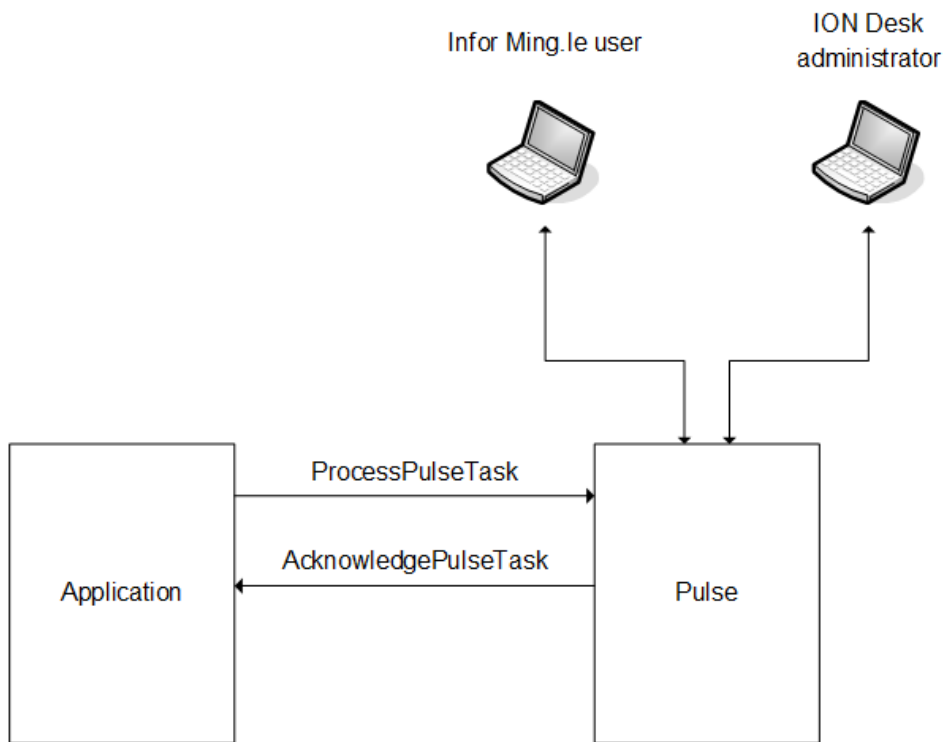 Infor Ming.le user
ION Desk
administrator
ProcessPulseTask
AcknowledgePulseTask
Application
Pulse